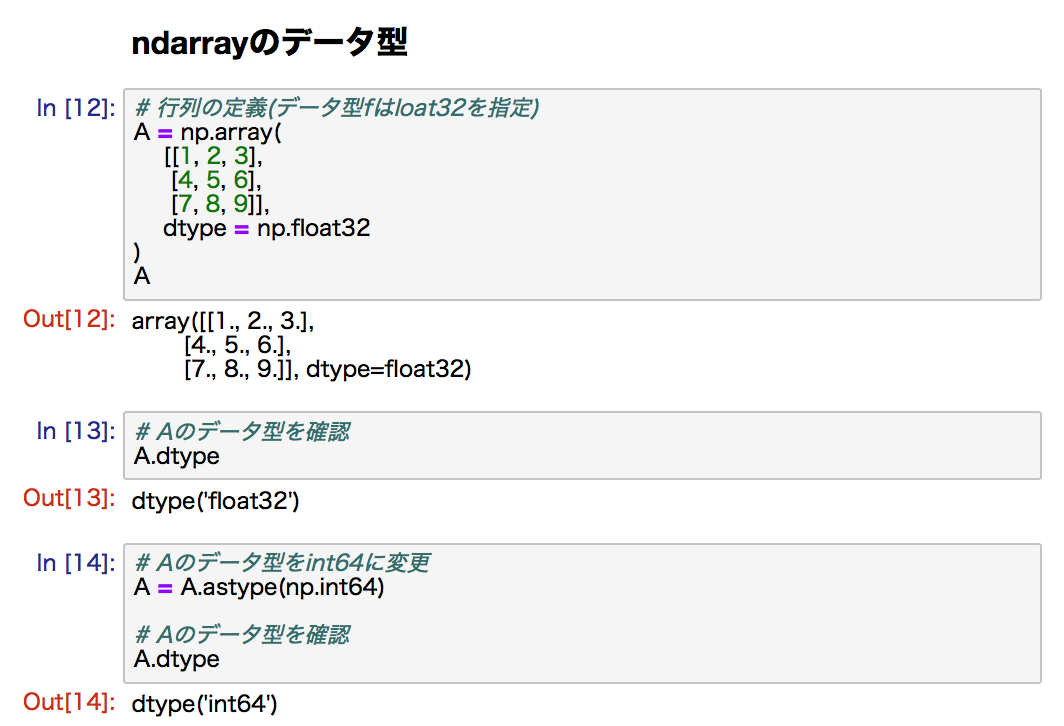 ndarrayのデータ型
In [12]:
# 行列の定義(データ型fはloat32を指定)
A = np.array(
[[1, 2, 3],
[4, 5, 6],
[7, 8, 9]],
dtype = np.float32
)
A
Out[12]:
array([[1., 2., 3.],
[4., 5., 6.],
[7., 8., 9.]], dtype=float32)
In [13]:
# Aのデータ型を確認
A.dtype
Out[13]:
dtype('float32')
In [14]:
# Aのデータ型をint64に変更
A = A.astype(np.int64)
# Aのデータ型を確認
A.dtype
Out[14]:
dtype('int64')